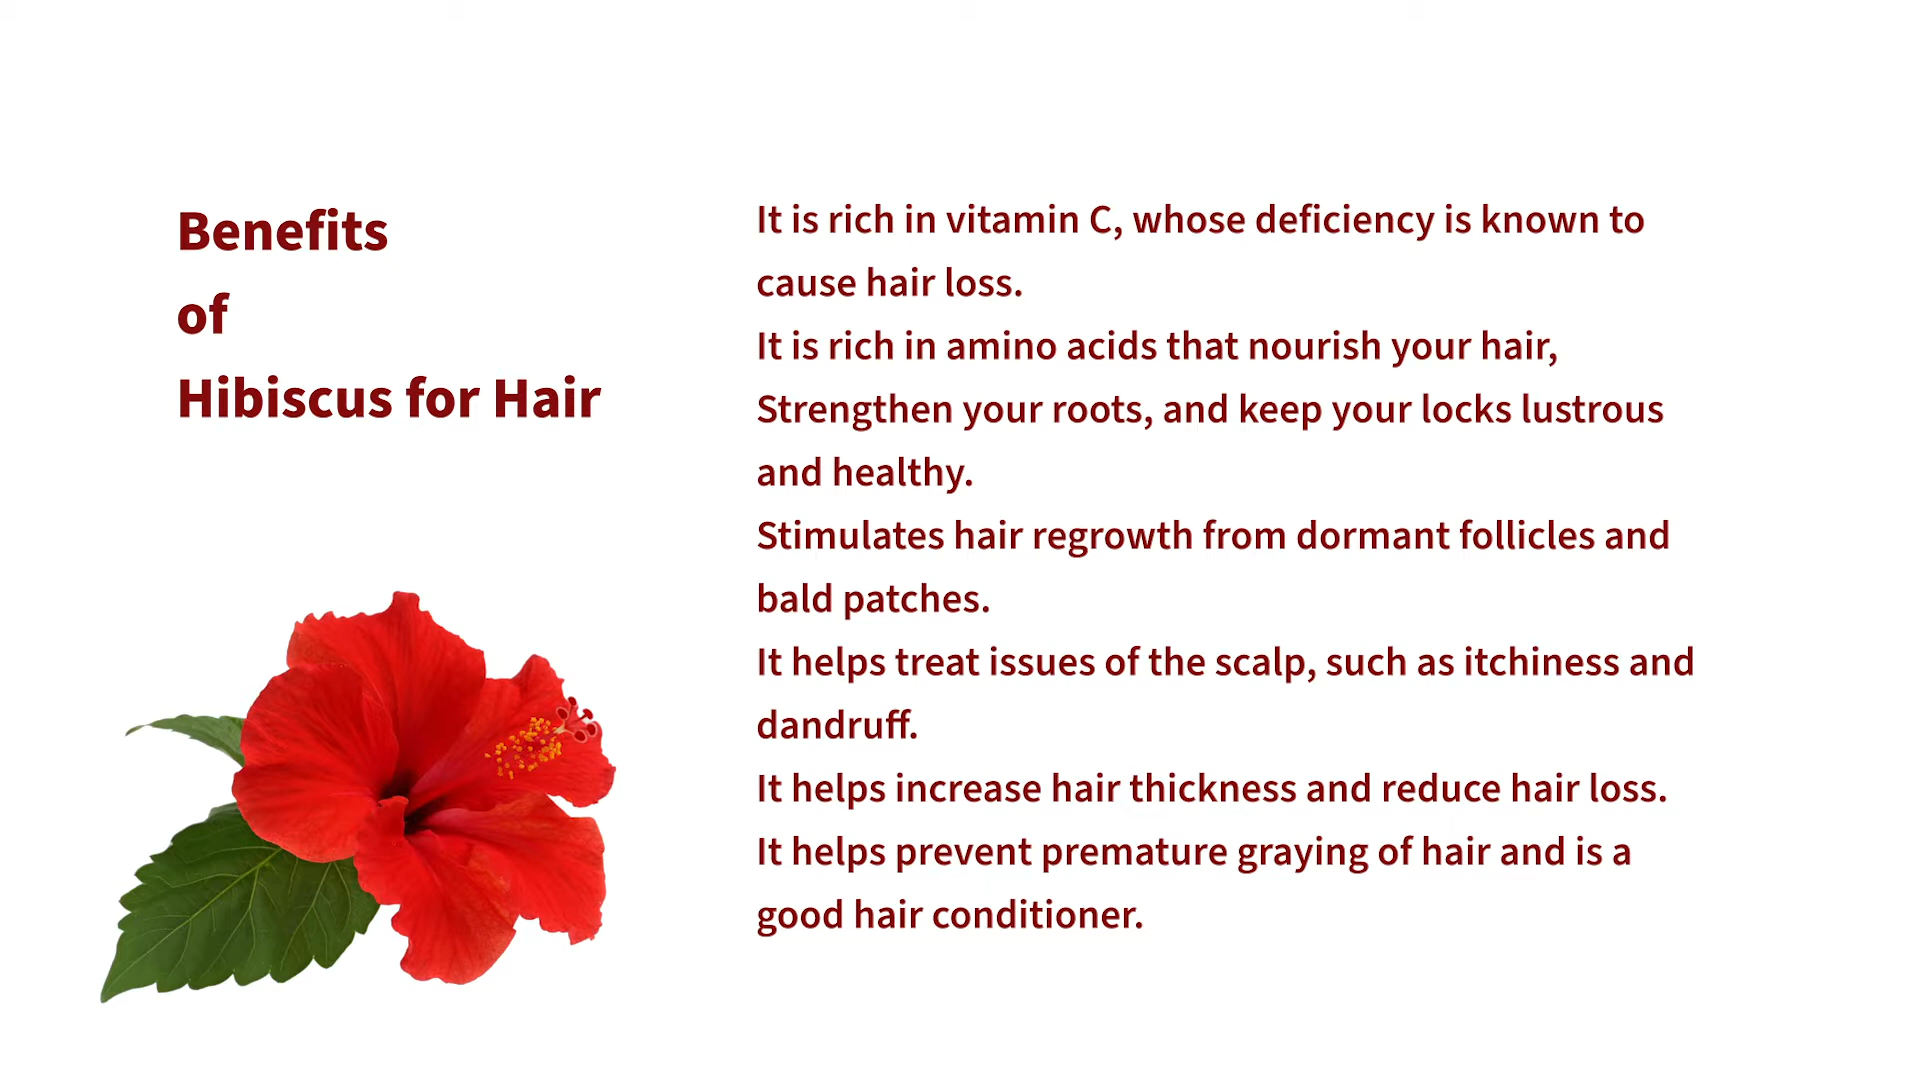 Benefits
of
Hibiscus for Hair
It is rich in vitamin C, whose deficiency is known to
cause hair loss.
It is rich in amino acids that nourish your hair,
Strengthen your roots, and keep your locks lustrous
and healthy.
Stimulates hair regrowth from dormant follicles and
bald patches.
It helps treat issues of the scalp, such as itchiness and
dandruff.
It helps increase hair thickness and reduce hair loss.
It helps prevent premature graying of hair and is a
good hair conditioner.